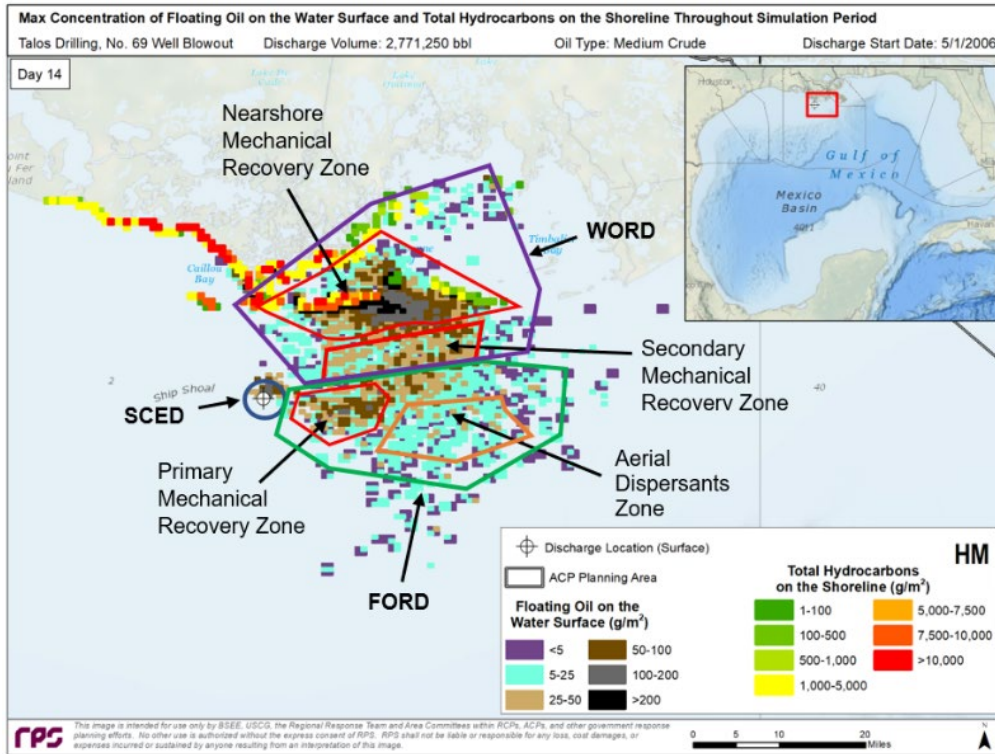 Max Concentration of Floating Oil on the Water Surface and Total Hydrocarbons on the Shoreline Throughout Simulation Period
Talos Drilling, No. 69 Well Blowout Discharge Volume: 2,771,250 bbl Oil Type: Medium Crude Discharge Start Date: 5/1/2006
Day 14
Houston
Gulf of
Mexico
Mexico
Basin
Nearshore
Mechanical
Recovery Zone
WORD
Caillou
Bay
Secondary
Mechanical
Recovery Zone
2
Ship Shoal
40
SCED
Primary
Mechanical
Recovery Zone
Aerial
Dispersants
Zone
FORD
Discharge Location (Surface)
HM
ACP Planning Area
Floating Oil on the
Water Surface (g/m²)
<5
5-25
25-50
50-100
100-200
>200
Total Hydrocarbons
on the Shoreline (g/m²)
1-100
100-500
500-1,000
1,000-5,000
5,000-7,500
7,500-10,000
>10,000
RPS
This image is intended for use only by BSEE, USCG, the Regional Response Team and Area Committees within RCPs, ACPs, and other government response
planning efforts. No other use is authorized without the express consent of RPS. RPS shall not be liable or responsible for any loss, cost damages, or
expenses incurred or sustained by anyone resulting from an interpretation of this image.
0 10 20
Miles
N